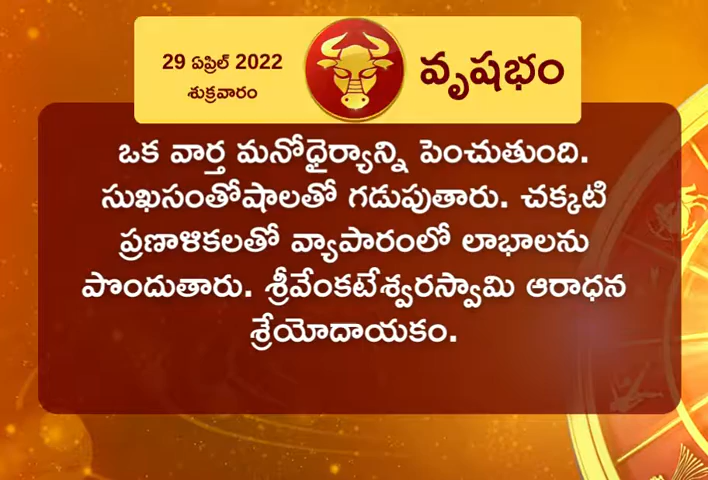 29 ఏప్రిల్ 2022
శుక్రవారం
వృషభం
ఒక వార్త మనోధైర్యాన్ని పెంచుతుంది.
సుఖసంతోషాలతో గడుపుతారు. చక్కటి
ప్రణాళికలతో వ్యాపారంలో లాభాలను
పొందుతారు. శ్రీవేంకటేశ్వరస్వామి ఆరాధన
శ్రేయోదాయకం.